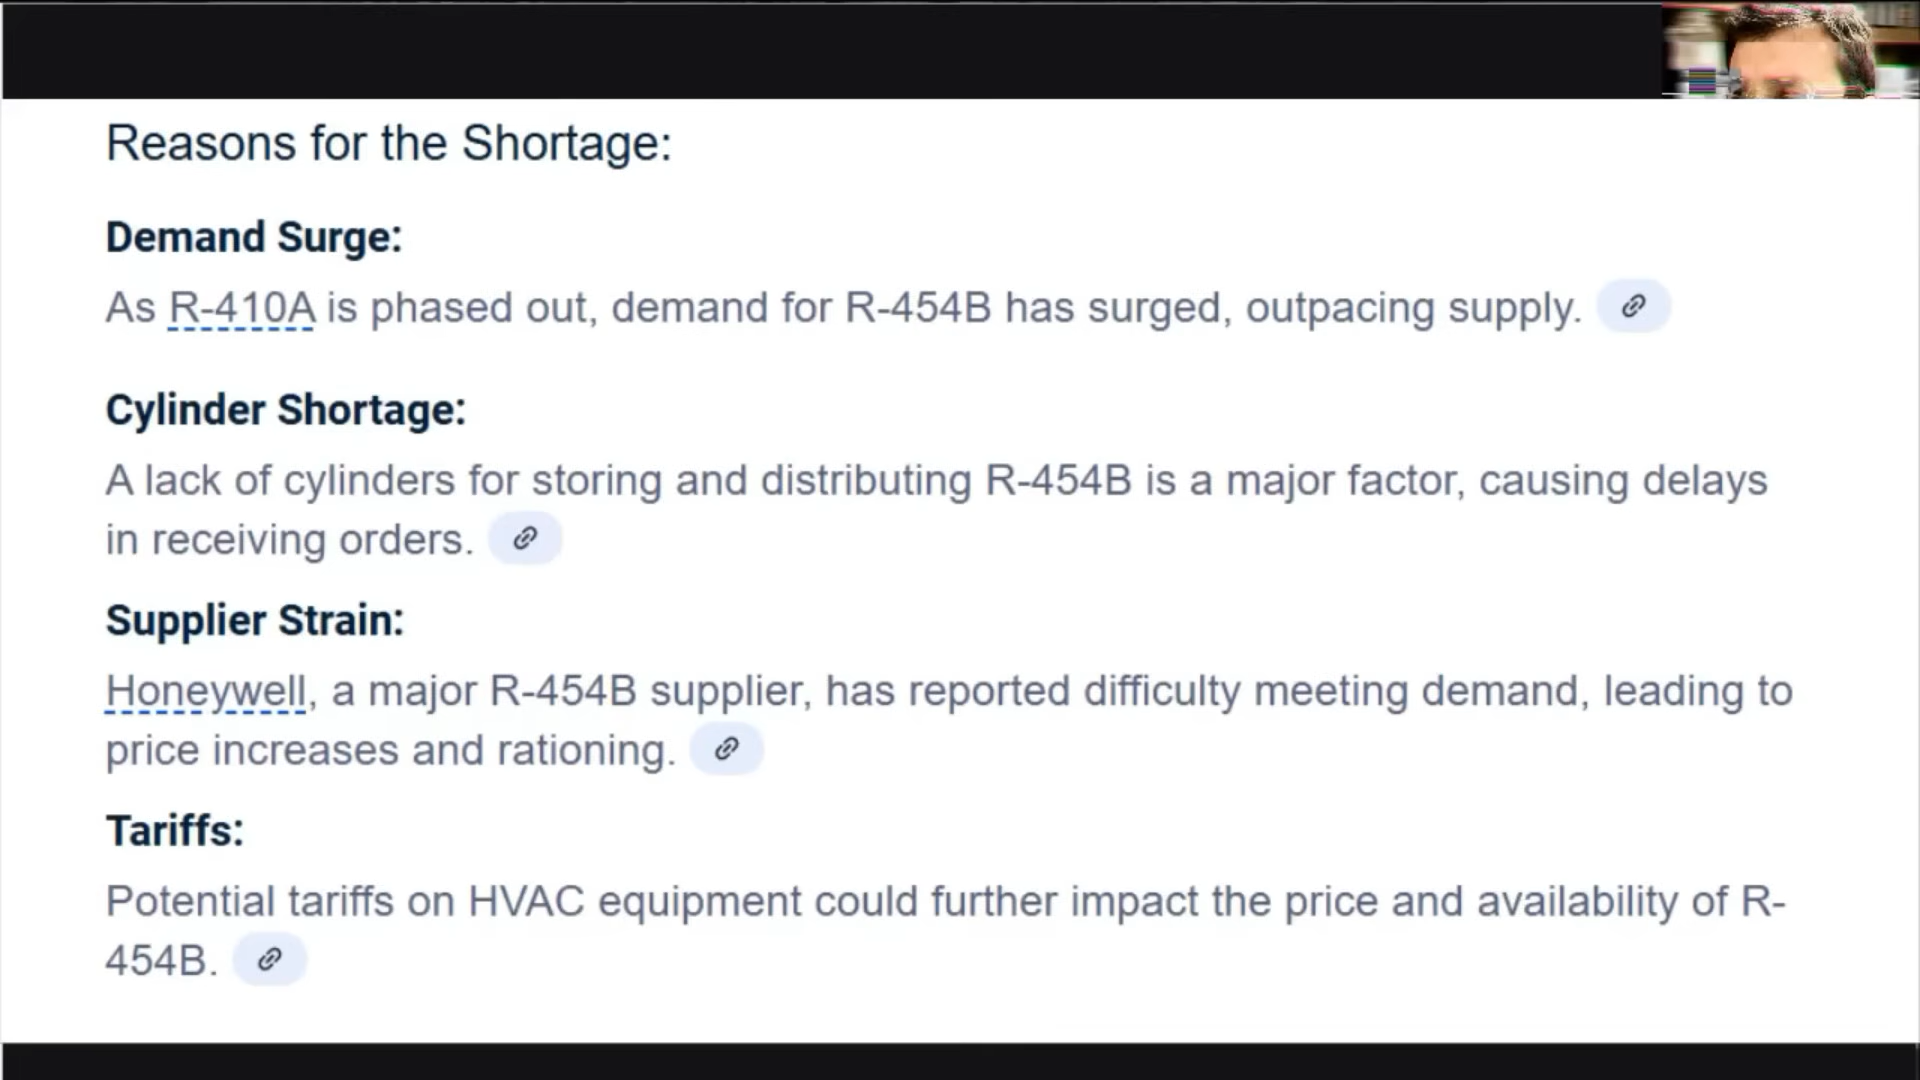 Reasons for the Shortage:
Demand Surge:
As R-410A is phased out, demand for R-454B has surged, outpacing supply.
Cylinder Shortage:
A lack of cylinders for storing and distributing R-454B is a major factor, causing delays
in receiving orders.
Supplier Strain:
Honeywell, a major R-454B supplier, has reported difficulty meeting demand, leading to
price increases and rationing.
Tariffs:
Potential tariffs on HVAC equipment could further impact the price and availability of R-
454B.